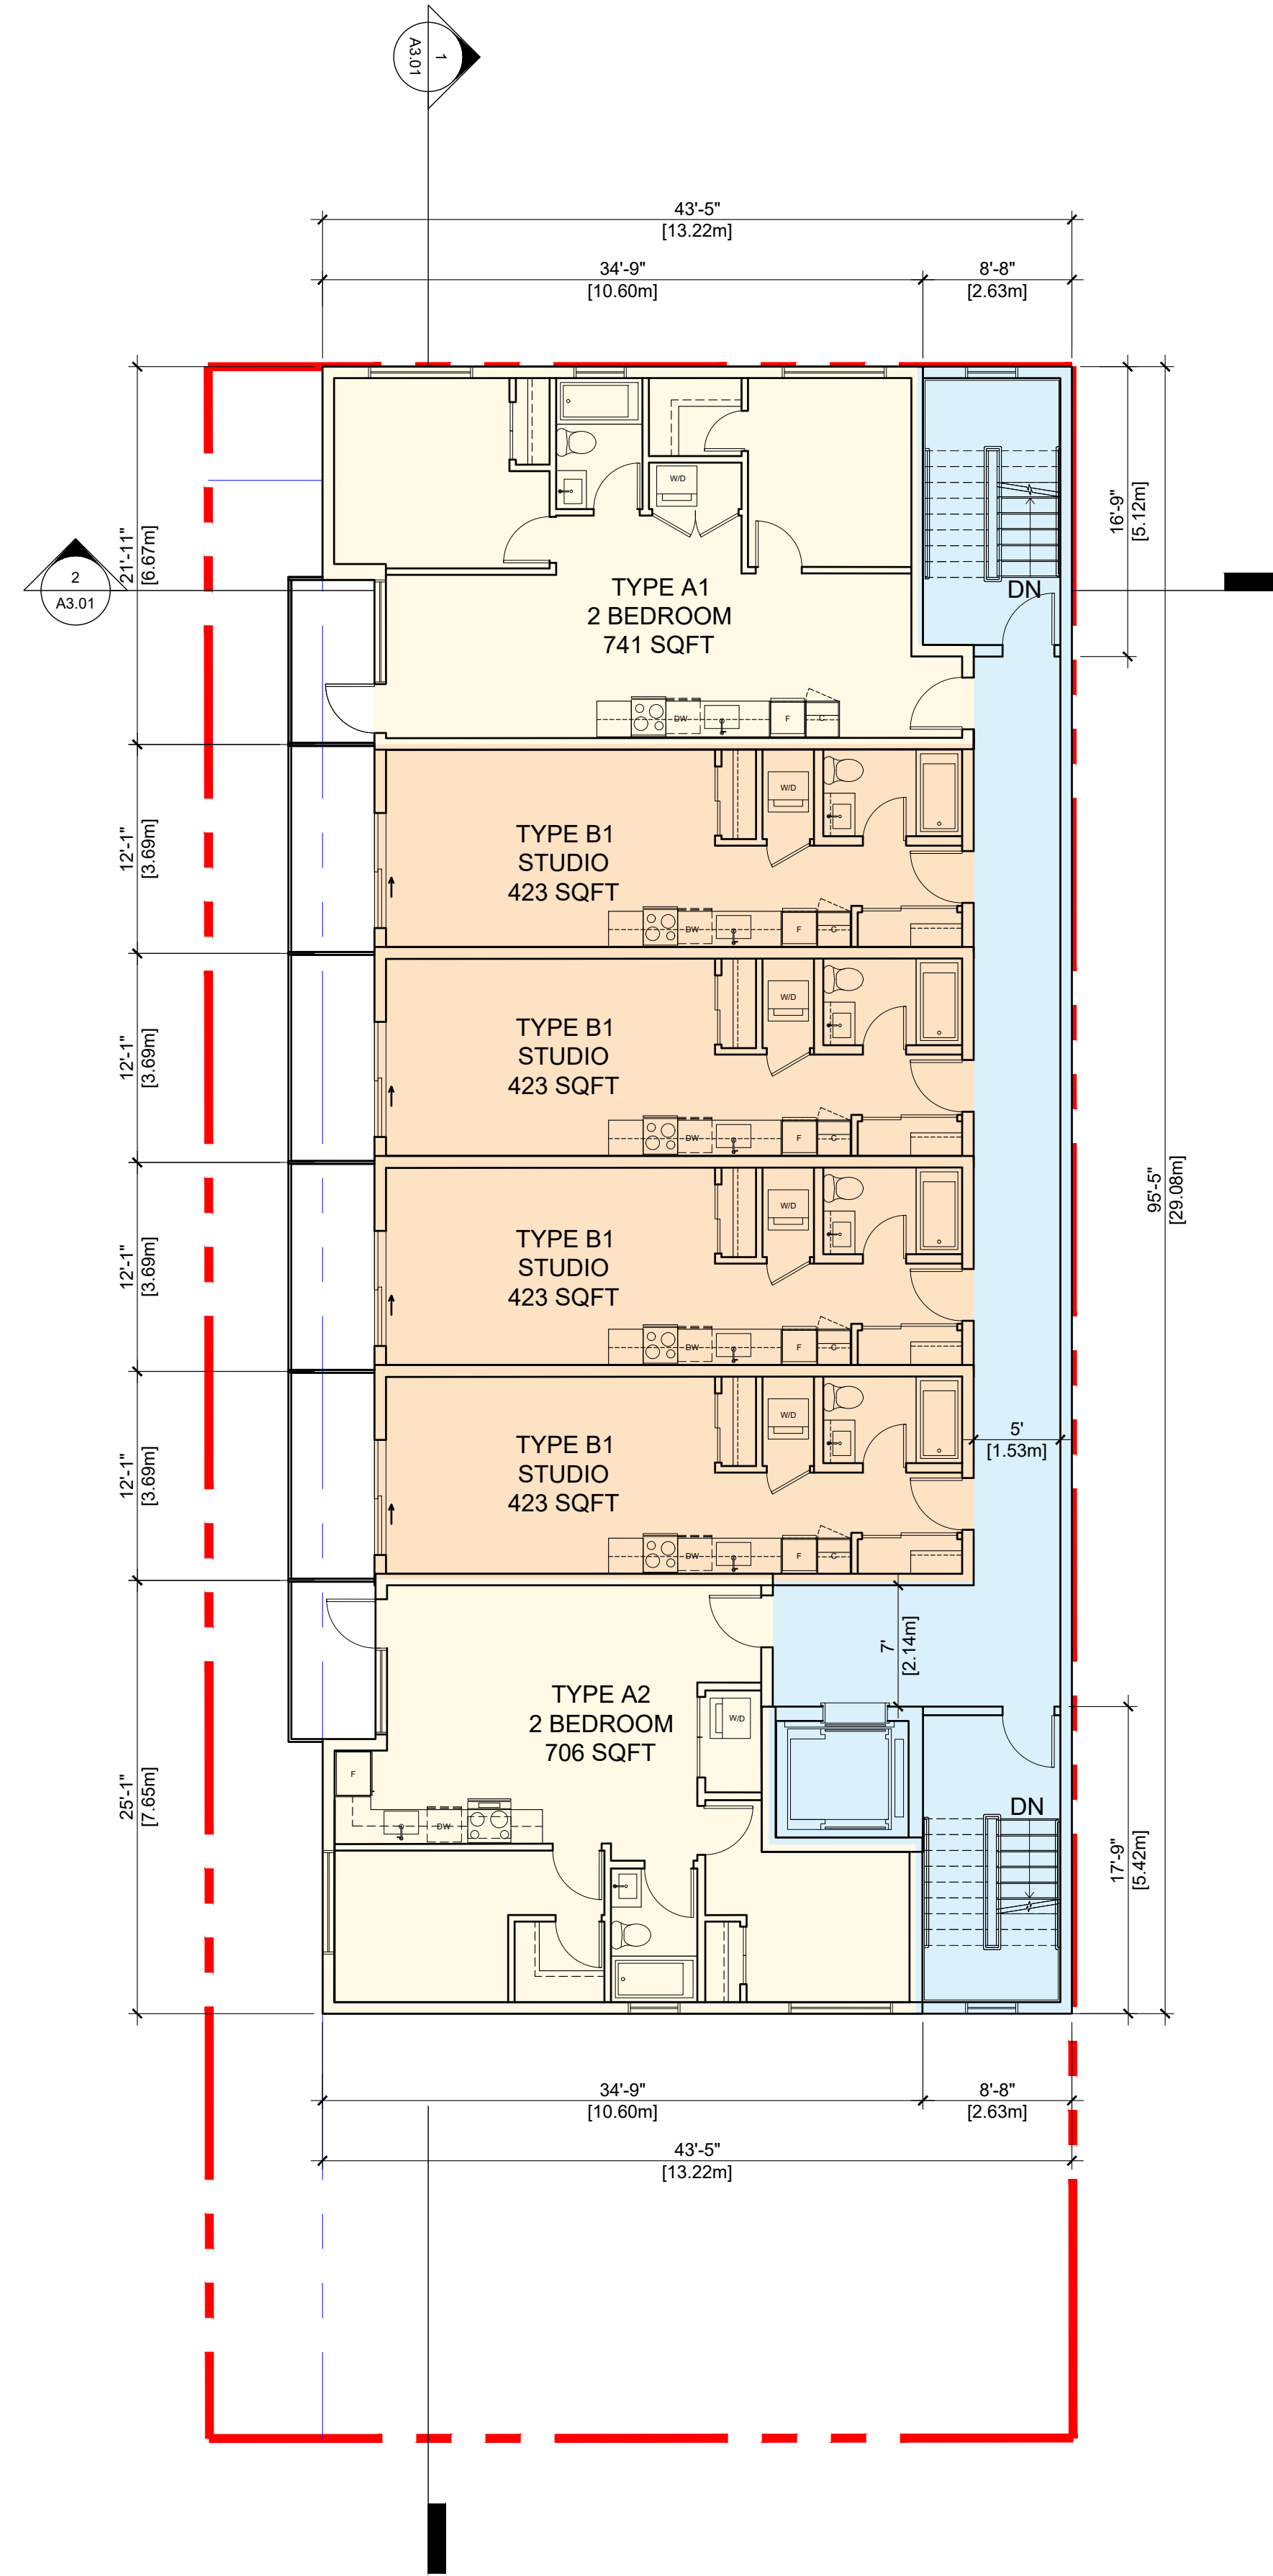 1
A3.01
43'-5"
[13.22m]
34'-9"
[10.60m]
8'-8"
[2.63m]
21'-11"
[6.67m]
16'-9"
[5.12m]
2
A3.01
W/D
DN
TYPE A1
2 BEDROOM
741 SQFT
DW
F
C
12'-1"
[3.69m]
W/D
TYPE B1
STUDIO
423 SQFT
DW
F
C
12'-1"
[3.69m]
W/D
TYPE B1
STUDIO
423 SQFT
DW
F
C
95'-5"
[29.08m]
12'-1"
[3.69m]
W/D
TYPE B1
STUDIO
423 SQFT
DW
F
C
12'-1"
[3.69m]
W/D
TYPE B1
STUDIO
423 SQFT
5'
[1.53m]
DW
F
C
7'
[2.14m]
TYPE A2
2 BEDROOM
706 SQFT
W/D
F
DW
DN
25'-1"
[7.65m]
17'-9"
[5.42m]
34'-9"
[10.60m]
8'-8"
[2.63m]
43'-5"
[13.22m]